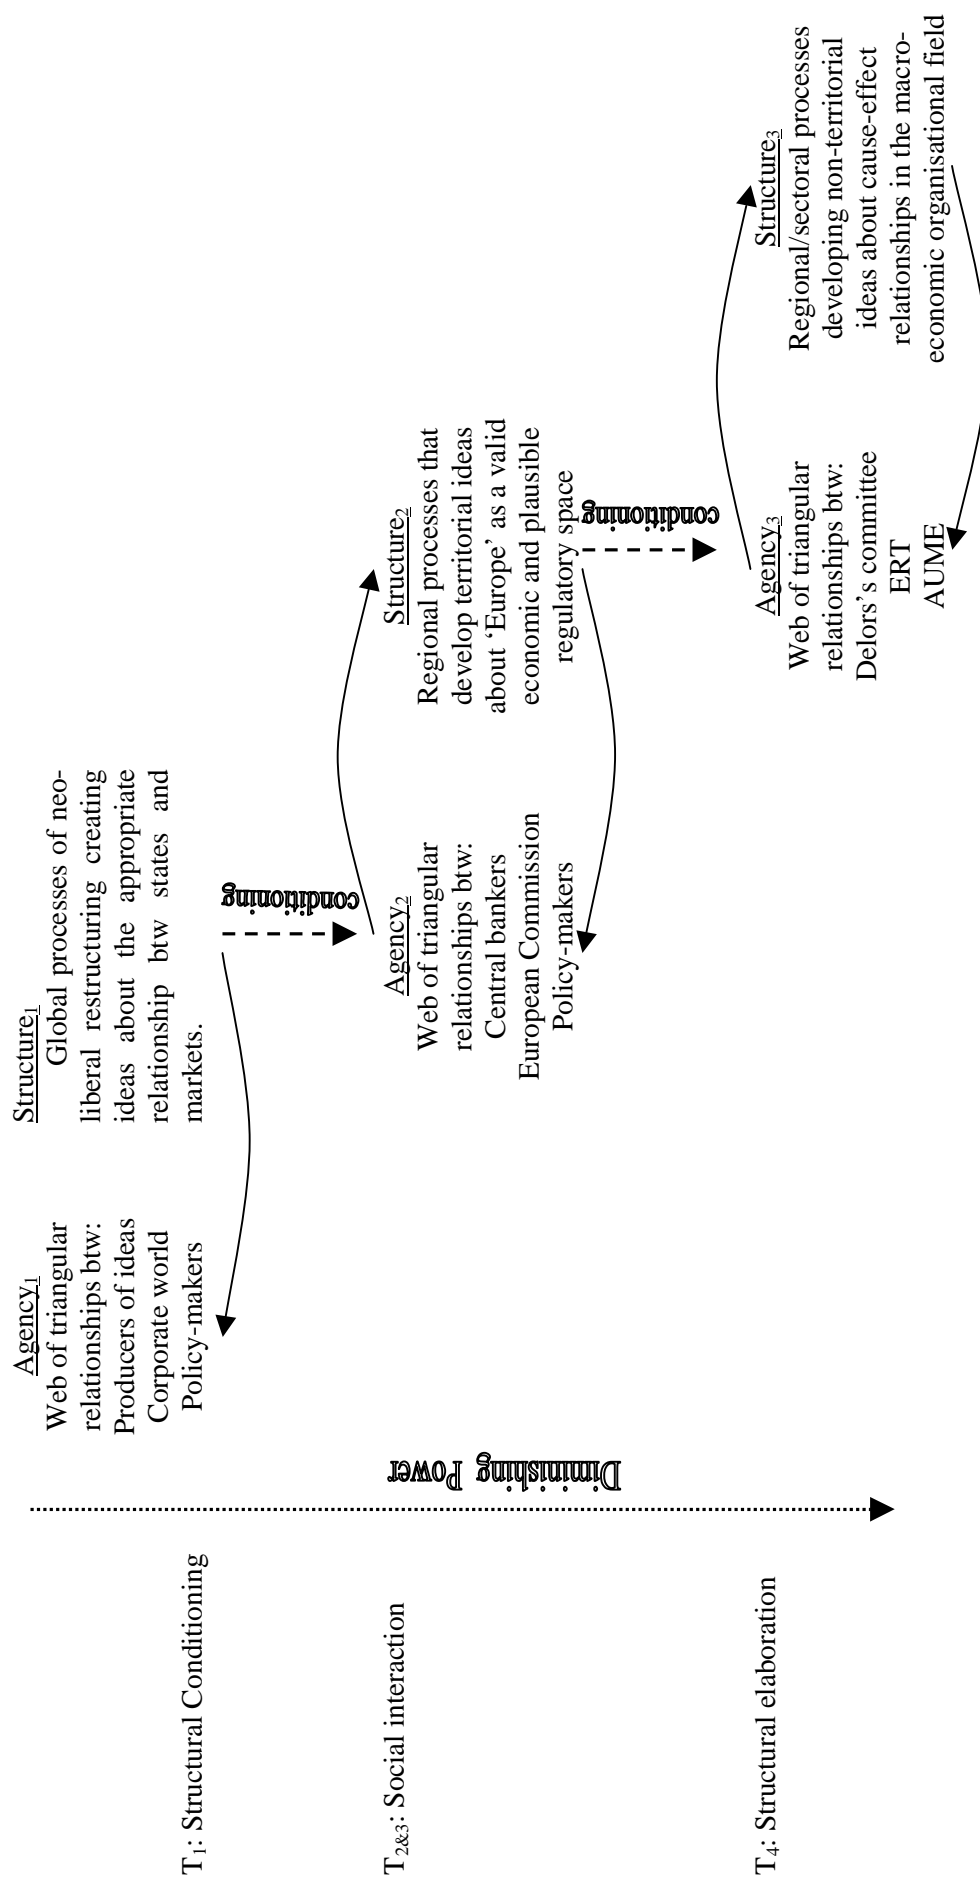 Agency₁
Web of triangular
relationships btw:
Producers of ideas
Corporate world
Policy-makers
Structure₁
Global processes of neo-
liberal restructuring creating
ideas about the appropriate
relationship btw states and
markets.
T₁: Structural Conditioning
conditioning
Diminishing Power
T₂&₃: Social interaction
Agency₂
Web of triangular
relationships btw:
Central bankers
European Commission
Policy-makers
Structure₂
Regional processes that
develop territorial ideas
about ‘Europe’ as a valid
economic and plausible
regulatory space
conditioning
T₄: Structural elaboration
Agency₃
Web of triangular
relationships btw:
Delors’s committee
ERT
AUME
Structure₃
Regional/sectoral processes
developing non-territorial
ideas about cause-effect
relationships in the macro-
economic organisational field